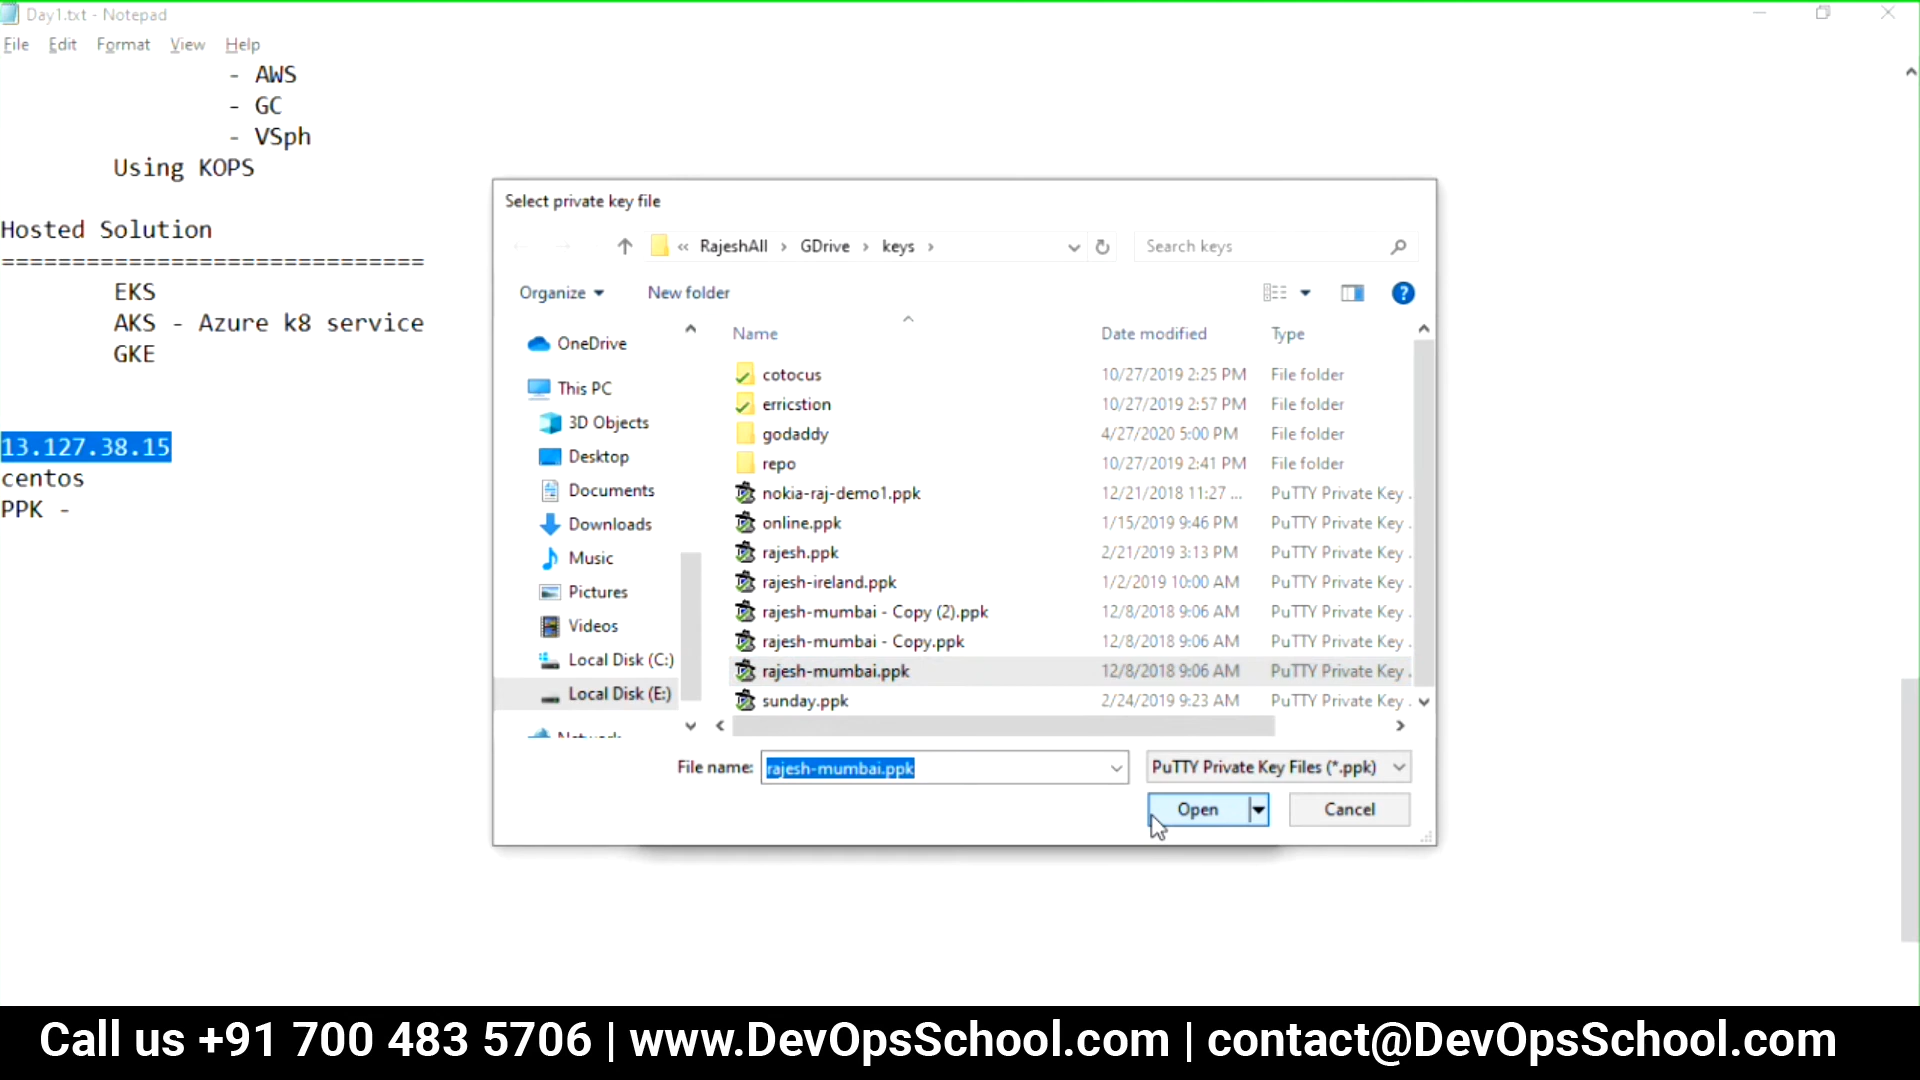 Day1.txt - Notepad
File Edit Format View Help
- AWS
- GC
- VSph
Using KOPS
Hosted Solution
==============================
EKS
AKS - Azure k8 service
GKE
13.127.38.15
centos
PPK -
Select private key file
« RajeshAll › GDrive › keys ›
Search keys
Organize
New folder
OneDrive
This PC
3D Objects
Desktop
Documents
Downloads
Music
Pictures
Videos
Local Disk (C:)
Local Disk (E:)
Name Date modified Type
cotocus 10/27/2019 2:25 PM File folder
erricstion 10/27/2019 2:57 PM File folder
godaddy 4/27/2020 5:00 PM File folder
repo 10/27/2019 2:41 PM File folder
nokia-raj-demo1.ppk 12/21/2018 11:27 ... PuTTY Private Key .
online.ppk 1/15/2019 9:46 PM PuTTY Private Key .
rajesh.ppk 2/21/2019 3:13 PM PuTTY Private Key .
rajesh-ireland.ppk 1/2/2019 10:00 AM PuTTY Private Key .
rajesh-mumbai - Copy (2).ppk 12/8/2018 9:06 AM PuTTY Private Key .
rajesh-mumbai - Copy.ppk 12/8/2018 9:06 AM PuTTY Private Key .
rajesh-mumbai.ppk 12/8/2018 9:06 AM PuTTY Private Key .
sunday.ppk 2/24/2019 9:23 AM PuTTY Private Key .
File name: rajesh-mumbai.ppk PuTTY Private Key Files (*.ppk)
Open Cancel
Call us +91 700 483 5706 | www.DevOpsSchool.com | contact@DevOpsSchool.com